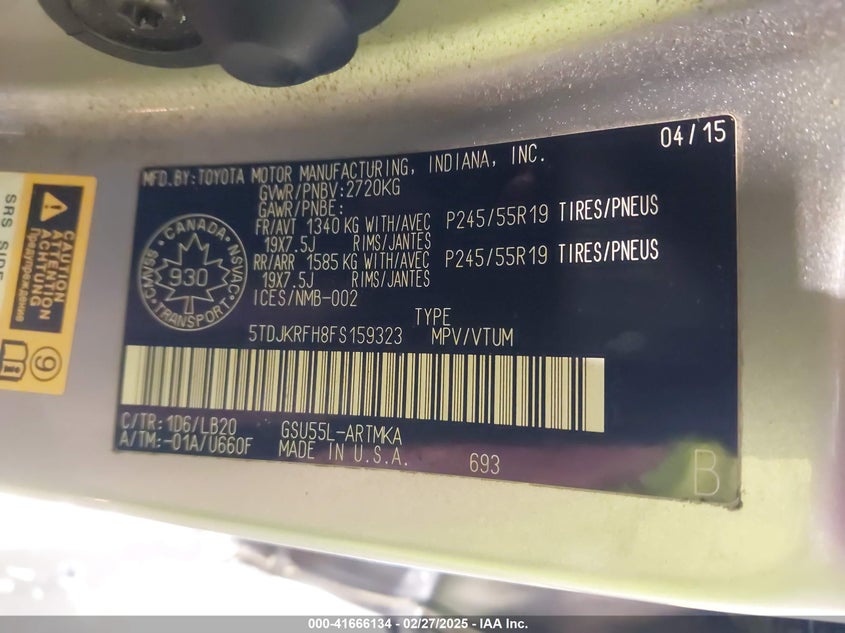 04/15
MFD.BY:TOYOTA MOTOR MANUFACTURING, INDIANA, INC.
GVWR/PNBV:2720KG
GAWR/PNBE:
FR/AVT 1340 KG WITH/AVEC P245/55R19 TIRES/PNEUS
19X7.5J RIMS/JANTES
RR/ARR 1585 KG WITH/AVEC P245/55R19 TIRES/PNEUS
19X7.5J RIMS/JANTES
ICES/NMB-002
CANADA
CMVSS NSVAC
930
TRANSPORT
TYPE
5TDJKRFH8FS159323 MPV/VTUM
C/TR: 1D6/LB20 GSU55L-ARTMKA
A/TM:-01A/U660F MADE IN U.S.A. 693
B
CAUTION
ATTENTION
ACHTUNG
Предупреждение
SRS SIDE
9
000-41666134 - 02/27/2025 - IAA Inc.